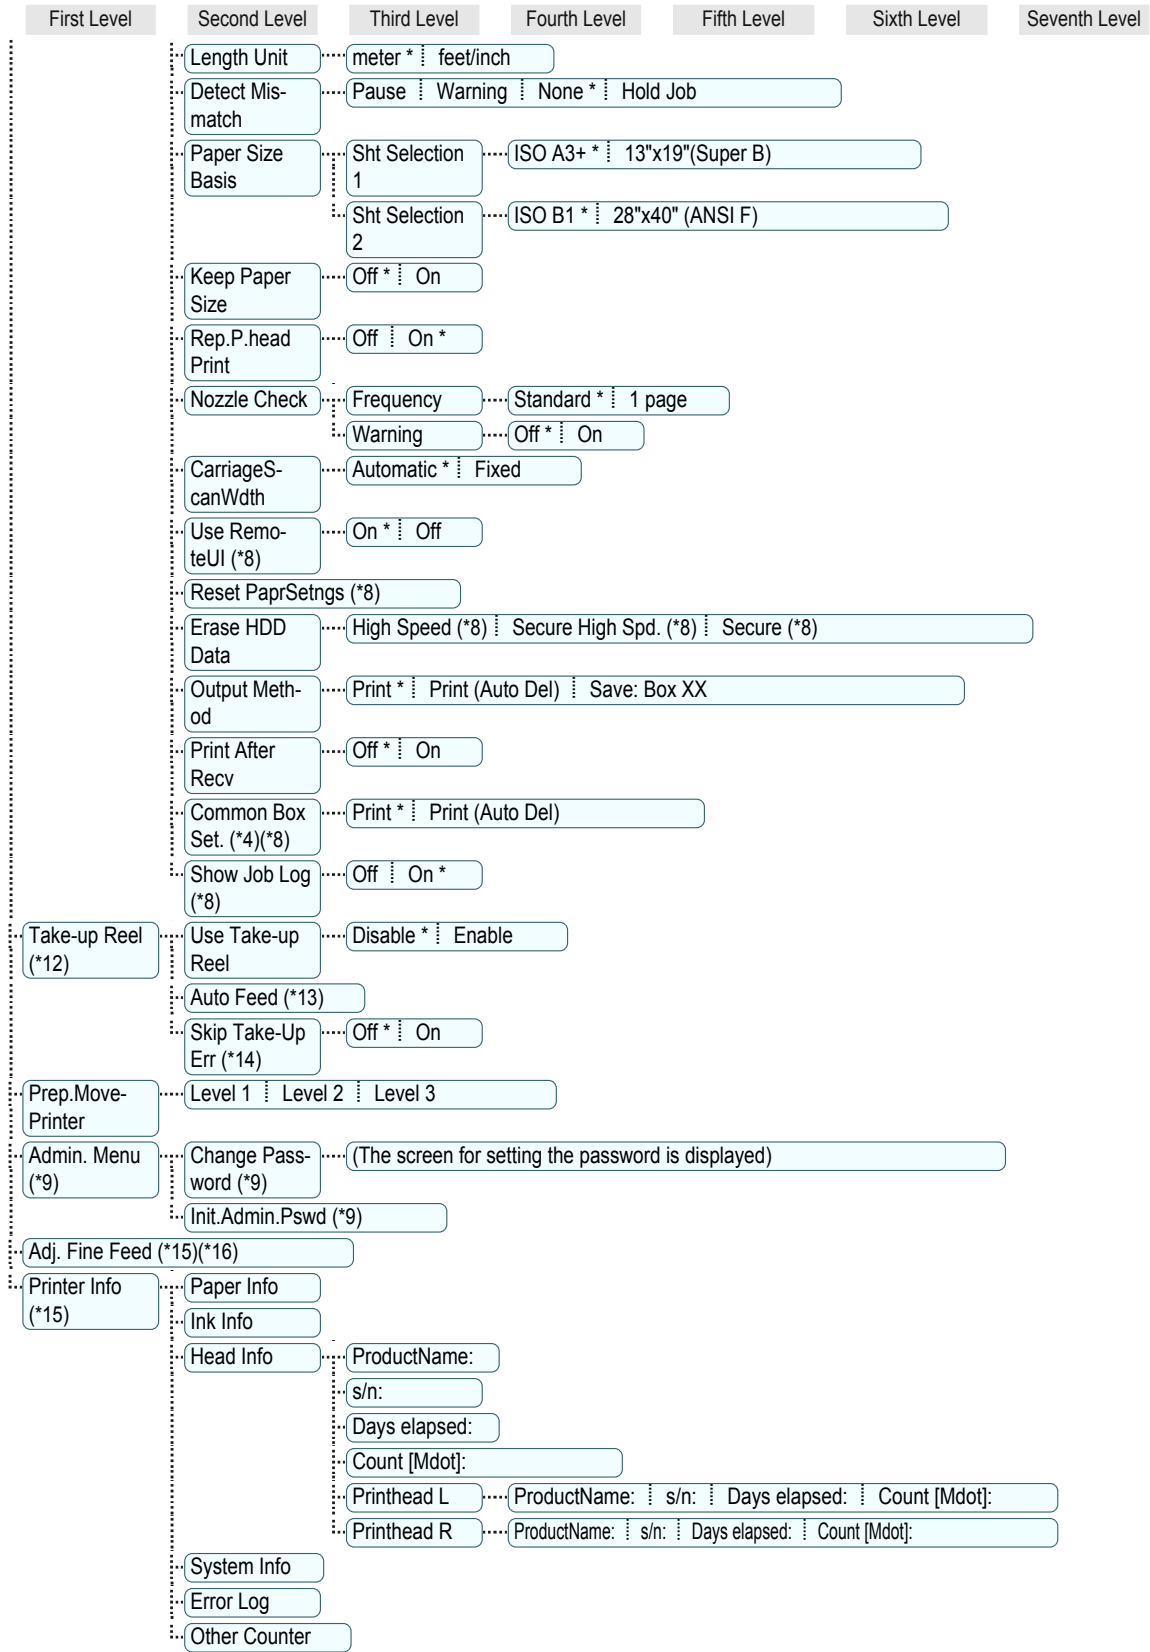 First Level Second Level Third Level Fourth Level Fifth Level Sixth Level Seventh Level
Length Unit meter * feet/inch
Detect Mis- Pause Warning None * Hold Job
match
Paper Size Sht Selection ISO A3+ * 13"x19"(Super B)
Basis 1
Sht Selection ISO B1 * 28"x40" (ANSI F)
2
Keep Paper Off * On
Size
Rep.P.head Off On *
Print
Nozzle Check Frequency Standard * 1 page
Warning Off * On
CarriageS- Automatic * Fixed
canWdth
Use Remo- On * Off
teUI (*8)
Reset PaprSetngs (*8)
Erase HDD High Speed (*8) Secure High Spd. (*8) Secure (*8)
Data
Output Meth- Print * Print (Auto Del) Save: Box XX
od
Print After Off * On
Recv
Common Box Print * Print (Auto Del)
Set. (*4)(*8)
Show Job Log Off On *
(*8)
Take-up Reel Use Take-up Disable * Enable
(*12) Reel
Auto Feed (*13)
Skip Take-Up Off * On
Err (*14)
Prep.Move- Level 1 Level 2 Level 3
Printer
Admin. Menu Change Pass- (The screen for setting the password is displayed)
(*9) word (*9)
Init.Admin.Pswd (*9)
Adj. Fine Feed (*15)(*16)
Printer Info Paper Info
(*15)
Ink Info
Head Info ProductName:
s/n:
Days elapsed:
Count [Mdot]:
Printhead L ProductName: s/n: Days elapsed: Count [Mdot]:
Printhead R ProductName: s/n: Days elapsed: Count [Mdot]:
System Info
Error Log
Other Counter